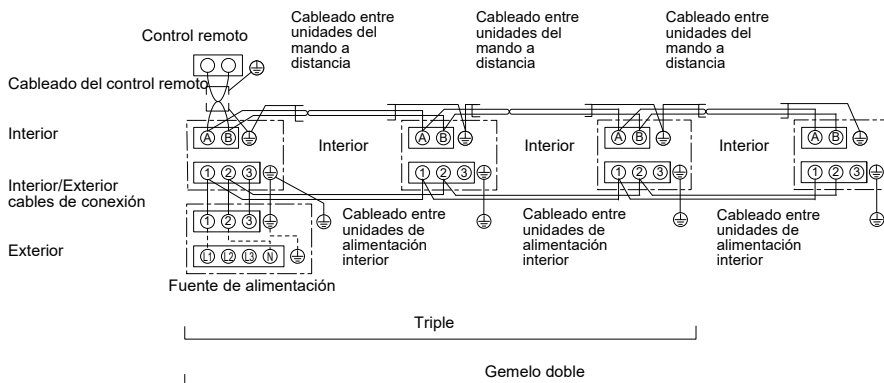 Control remoto
Cableado entre
unidades del
mando a
distancia
Cableado entre
unidades del
mando a
distancia
Cableado entre
unidades del
mando a
distancia
Cableado del control remoto
Interior
A B
Interior
A B
Interior
A B
Interior
A B
Interior/Exterior
cables de conexión
1 2 3
1 2 3
1 2 3
1 2 3
1 2 3
Cableado entre
unidades de
alimentación
interior
Cableado entre
unidades de
alimentación
interior
Cableado entre
unidades de
alimentación
interior
Exterior
L1 L2 L3 N
Fuente de alimentación
Triple
Gemelo doble